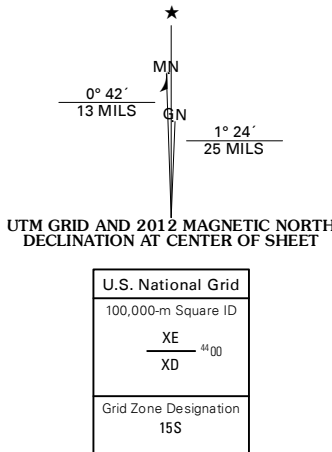 ★
MN
0° 42´
13 MILS
GN
1° 24´
25 MILS
UTM GRID AND 2012 MAGNETIC NORTH
DECLINATION AT CENTER OF SHEET
U.S. National Grid
100,000-m Square ID
XE
4400
XD
Grid Zone Designation
15S